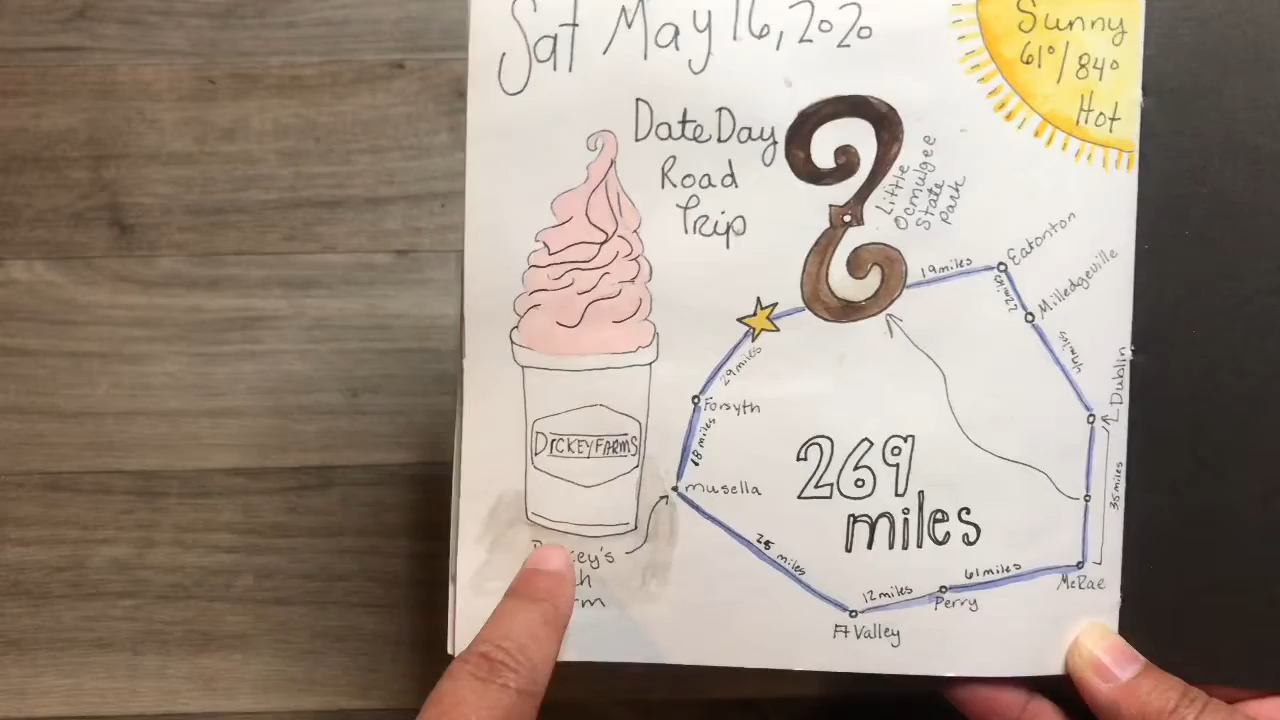 Sat May 16, 2020
Sunny
61°/84°
Hot
Date Day
Road
Trip
Little
Ocmulgee
State
Park
DICKEY FARMS
19 miles
Eatonton
22 miles
Milledgeville
47 miles
Dublin
35 miles
McRae
61 miles
Perry
12 miles
Ft Valley
25 miles
musella
18 miles
Forsyth
29 miles
269
miles